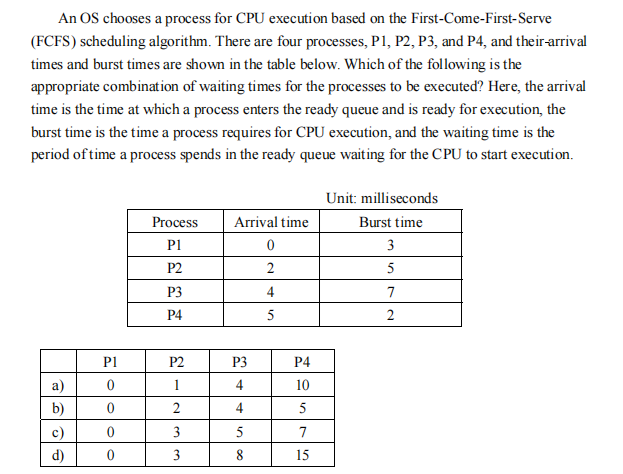 An OS chooses a process for CPU execution based on the First-Come-First-Serve
(FCFS) scheduling algorithm. There are four processes, P1, P2, P3, and P4, and their-arrival
times and burst times are shown in the table below. Which of the following is the
appropriate combination of waiting times for the processes to be executed? Here, the arrival
time is the time at which a process enters the ready queue and is ready for execution, the
burst time is the time a process requires for CPU execution, and the waiting time is the
period of time a process spends in the ready queue waiting for the CPU to start execution.
Unit: milliseconds
Process Arrival time Burst time
P1 0 3
P2 2 5
P3 4 7
P4 5 2
P1 P2 P3 P4
a) 0 1 4 10
b) 0 2 4 5
c) 0 3 5 7
d) 0 3 8 15